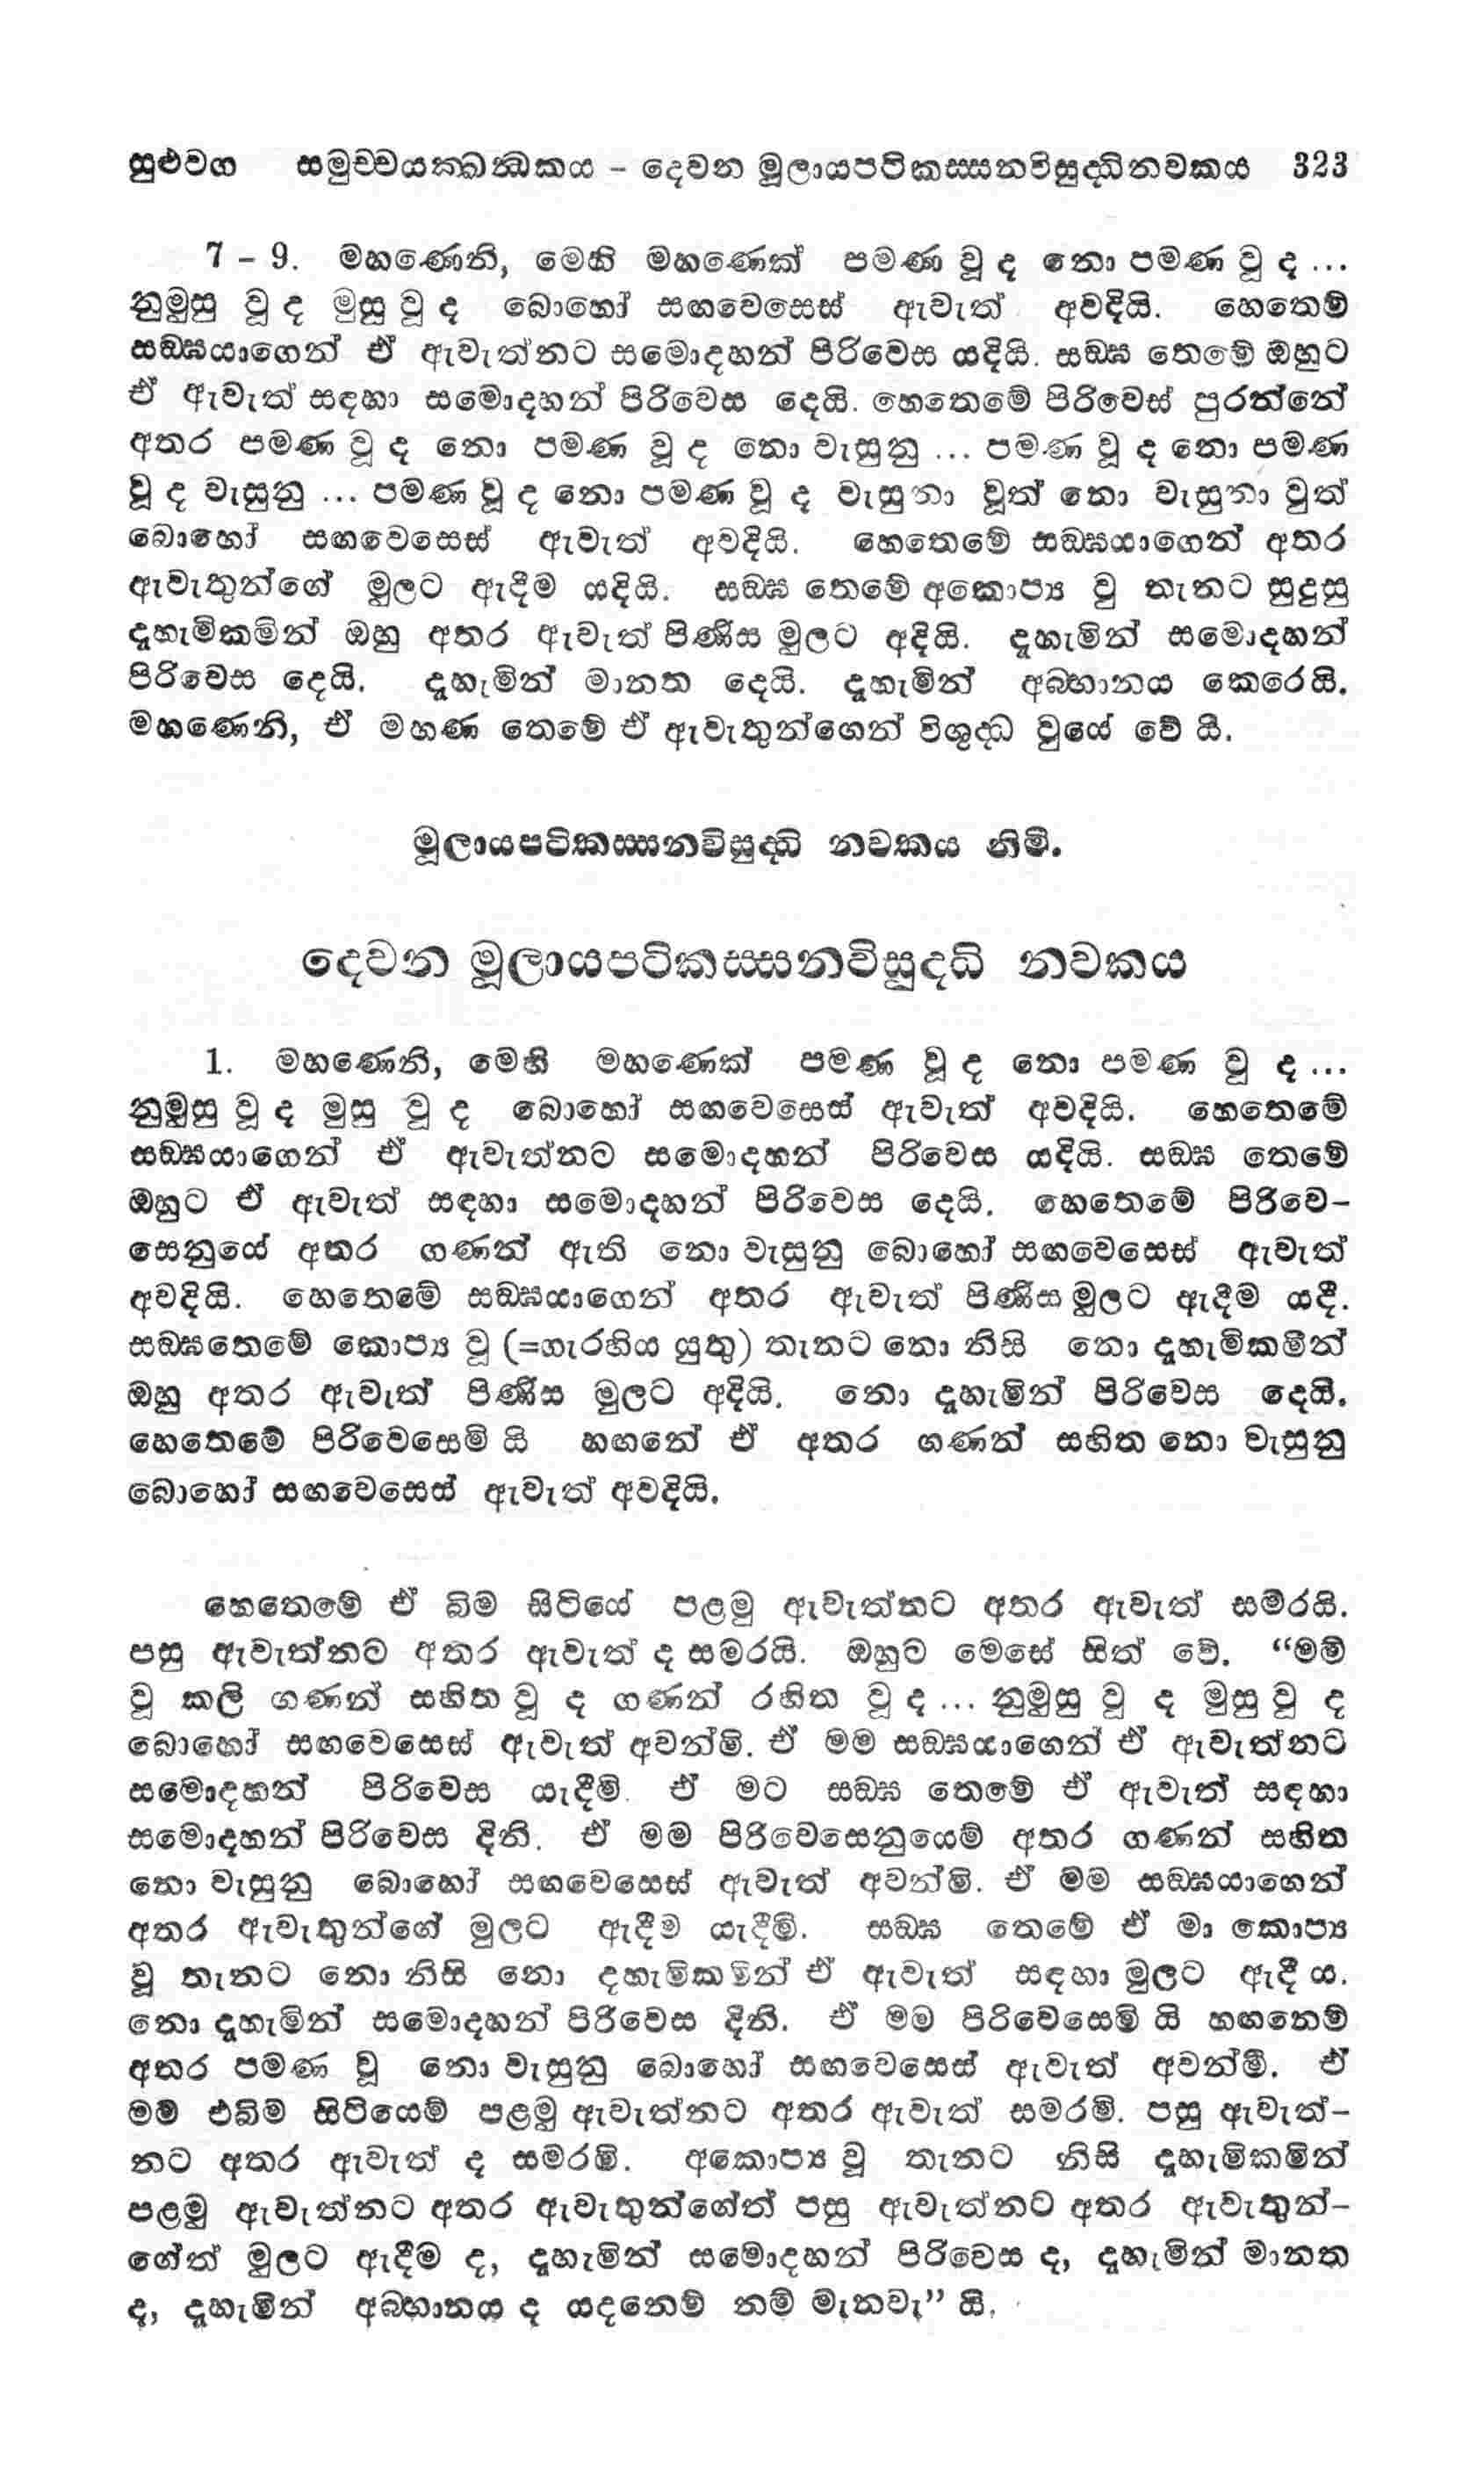 සුළුවග සමුච්චයක්ඛන්ධකය – දෙවන මූලායපටිකස්සනවිසුද්ධිනවකය 323
7 – 9. මහණෙනි, මෙහි මහණෙක් පමණ වූ ද නො පමණ වූ ද ...
නුමුසු වූ ද මුසු වූ ද බොහෝ සඟවෙසෙස් ඇවැත් අවදියි. හෙතෙම්
සඞ්ඝයාගෙන් ඒ ඇවැත්නට සමොදහන් පිරිවෙස යදියි. සඞ්ඝ තෙමේ ඔහුට
ඒ ඇවැත් සඳහා සමොදහන් පිරිවෙස දෙයි. හෙතෙමේ පිරිවෙස් පුරන්නේ
අතර පමණ වූ ද නො පමණ වූ ද නො වැසුනු ... පමණ වූ ද නො පමණ
වූ ද වැසුනු ... පමණ වූ ද නො පමණ වූ ද වැසුනා වූත් නො වැසුනා වුත්
බොහෝ සඟවෙසෙස් ඇවැත් අවදියි. හෙතෙමේ සඞ්ඝයාගෙන් අතර
ඇවැතුන්ගේ මුලට ඇදීම යදියි. සඞ්ඝ තෙමේ අකොප්‍ය වු තැනට සුදුසු
දැහැමිකමින් ඔහු අතර ඇවැත් පිණිස මුලට අදියි. දැහැමින් සමොදහන්
පිරිවෙස දෙයි. දැහැමින් මානත දෙයි. දැහැමින් අබ්භානය කෙරෙයි.
මහණෙනි, ඒ මහණ තෙමේ ඒ ඇවැතුන්ගෙන් විශුද්ධ වුයේ වේ යි.
මූලායපටිකස්සනවිසුද්ධි නවකය නිමි.
දෙවන මූලායපටිකස්සනවිසුද්ධි නවකය
1. මහණෙනි, මෙහි මහණෙක් පමණ වූ ද නො පමණ වූ ද ...
නුමුසු වූ ද මුසු වූ ද බොහෝ සඟවෙසෙස් ඇවැත් අවදියි. හෙතෙමේ
සඞ්ඝයාගෙන් ඒ ඇවැත්නට සමොදහන් පිරිවෙස යදියි. සඞ්ඝ තෙමේ
ඔහුට ඒ ඇවැත් සඳහා සමොදහන් පිරිවෙස දෙයි. හෙතෙමේ පිරිවෙ-
සෙනුයේ අතර ගණන් ඇති නො වැසුනු බොහෝ සඟවෙසෙස් ඇවැත්
අවදියි. හෙතෙමේ සඞ්ඝයාගෙන් අතර ඇවැත් පිණිස මුලට ඇදීම යදී.
සඞ්ඝතෙමේ කොප්‍ය වූ (=ගැරහිය යුතු) තැනට නො නිසි නො දැහැමිකමින්
ඔහු අතර ඇවැත් පිණිස මුලට අදියි. නො දැහැමින් පිරිවෙස දෙයි.
හෙතෙමේ පිරිවෙසෙමි යි හඟනේ ඒ අතර ගණන් සහිත නො වැසුනු
බොහෝ සඟවෙසෙස් ඇවැත් අවදියි.
හෙතෙමේ ඒ බිම සිටියේ පළමු ඇවැත්නට අතර ඇවැත් සමරයි.
පසු ඇවැත්නට අතර ඇවැත් ද සමරයි. ඔහුට මෙසේ සිත් වේ. “මම්
වූ කලි ගණන් සහිත වූ ද ගණන් රහිත වූ ද ... නුමුසු වූ ද මුසු වූ ද
බොහෝ සඟවෙසෙස් ඇවැත් අවන්මි. ඒ මම සඞ්ඝයාගෙන් ඒ ඇවැත්නට
සමොදහන් පිරිවෙස යැදීමි. ඒ මට සඞ්ඝ තෙමේ ඒ ඇවැත් සඳහා
සමොදහන් පිරිවෙස දිනි. ඒ මම පිරිවෙසෙනුයෙම් අතර ගණන් සහිත
නො වැසුනු බොහෝ සඟවෙසෙස් ඇවැත් අවන්මි. ඒ මම සඞ්ඝයාගෙන්
අතර ඇවැතුන්ගේ මුලට ඇදීම යැදීමි. සඞ්ඝ තෙමේ ඒ මා කොප්‍ය
වූ තැනට නො නිසි නො දහැමිකමින් ඒ ඇවැත් සඳහා මුලට ඇදී ය.
නො දැහැමින් සමොදහන් පිරිවෙස දිනි. ඒ මම පිරිවෙසෙමි යි හඟනෙම්
අතර පමණ වූ නො වැසුනු බොහෝ සඟවෙසෙස් ඇවැත් අවන්මි. ඒ
මම එබිම සිටියෙම් පළමු ඇවැත්නට අතර ඇවැත් සමරමි. පසු ඇවැත්-
නට අතර ඇවැත් ද සමරමි. අකොප්‍ය වූ තැනට නිසි දැහැමිකමින්
පළමු ඇවැත්නට අතර ඇවැතුන්ගේත් පසු ඇවැත්නට අතර ඇවැතුන්-
ගේත් මුලට ඇදීම ද, දැහැමින් සමොදහන් පිරිවෙස ද, දැහැමින් මානත
ද, දැහැමින් අබ්භානය ද යදනෙම් නම් මැනවැ” යි.